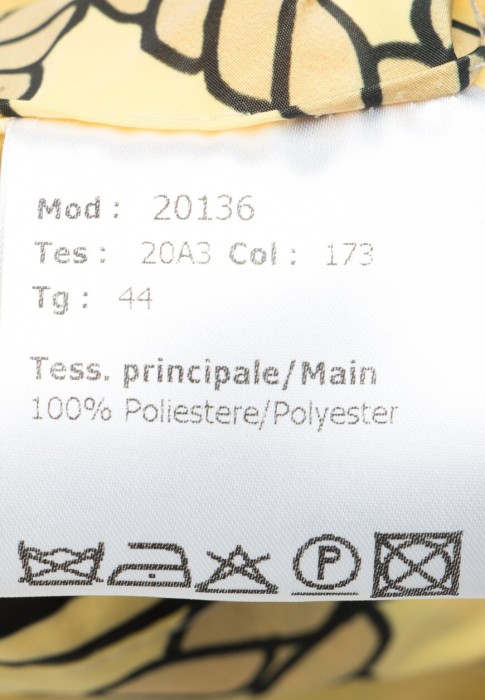 Mod: 20136
Tes: 20A3 Col: 173
Tg: 44
Tess. principale/Main
100% Poliestere/Polyester
P